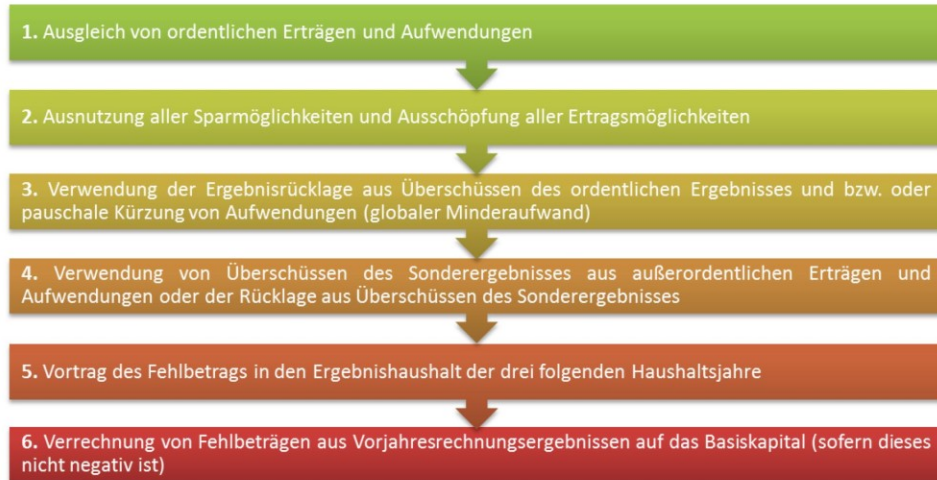 1. Ausgleich von ordentlichen Erträgen und Aufwendungen
2. Ausnutzung aller Sparmöglichkeiten und Ausschöpfung aller Ertragsmöglichkeiten
3. Verwendung der Ergebnisrücklage aus Überschüssen des ordentlichen Ergebnisses und bzw. oder
pauschale Kürzung von Aufwendungen (globaler Minderaufwand)
4. Verwendung von Überschüssen des Sonderergebnisses aus außerordentlichen Erträgen und
Aufwendungen oder der Rücklage aus Überschüssen des Sonderergebnisses
5. Vortrag des Fehlbetrags in den Ergebnishaushalt der drei folgenden Haushaltsjahre
6. Verrechnung von Fehlbeträgen aus Vorjahresrechnungsergebnissen auf das Basiskapital (sofern dieses
nicht negativ ist)